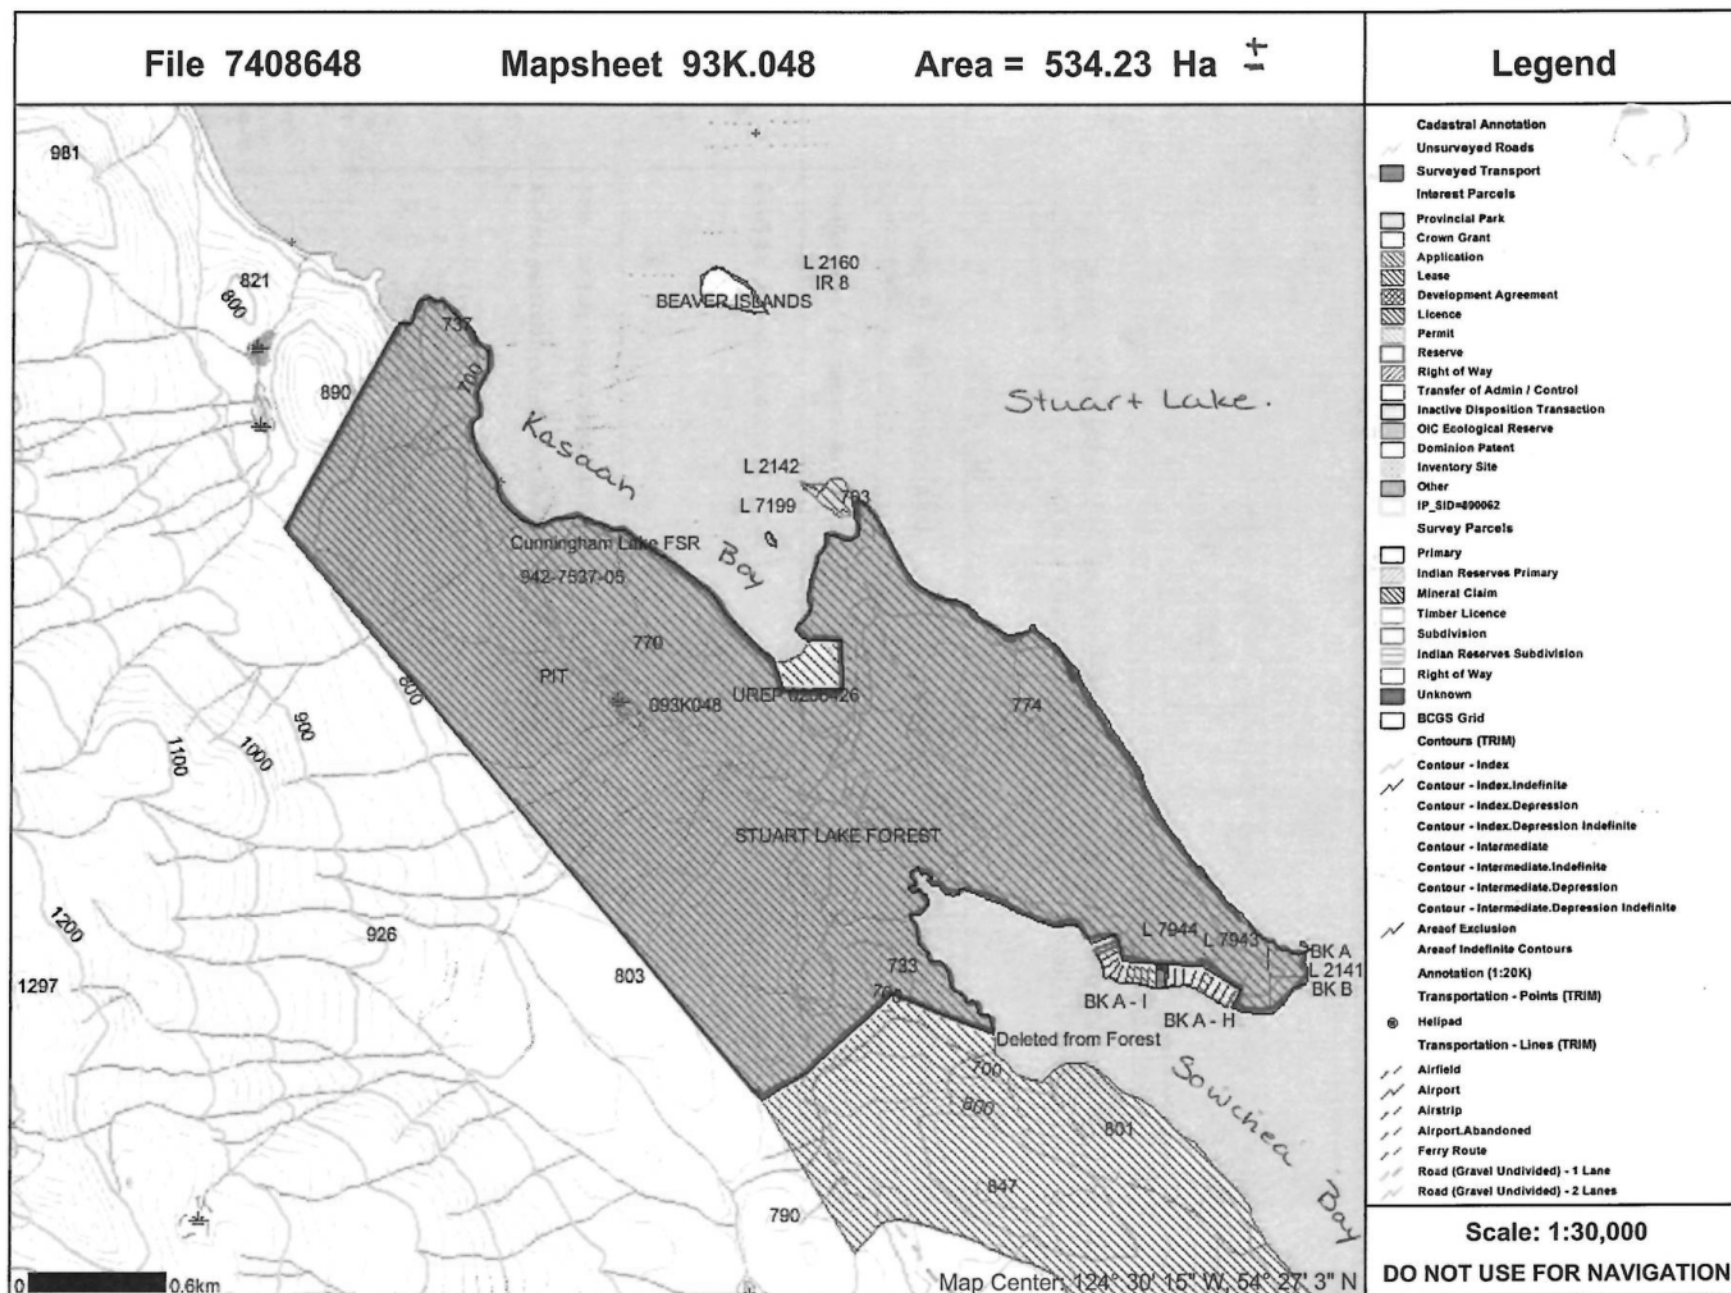 File 7408648 Mapsheet 93K.048 Area = 534.23 Ha ±
Legend
981
821
800
890
737
700
L 2160
IR 8
BEAVER ISLANDS
Stuart Lake.
Kasaan
Bay
L 2142
L 7199
793
Cunningham Lake FSR
942-7537-05
770
PIT
093K048
774
800
900
1000
1100
STUART LAKE FOREST
1200
926
803
1297
733
L 7944
L 7943
BK A
L 2141
BK B
BK A - I
BK A - H
Deleted from Forest
700
800
801
847
790
Sowchea
Bay
0
0.6km
Map Center: 124° 30' 15" W, 54° 27' 3" N
Cadastral Annotation
Unsurveyed Roads
Surveyed Transport
Interest Parcels
Provincial Park
Crown Grant
Application
Lease
Development Agreement
Licence
Permit
Reserve
Right of Way
Transfer of Admin / Control
Inactive Disposition Transaction
OIC Ecological Reserve
Dominion Patent
Inventory Site
Other
IP_SID=890062
Survey Parcels
Primary
Indian Reserves Primary
Mineral Claim
Timber Licence
Subdivision
Indian Reserves Subdivision
Right of Way
Unknown
BCGS Grid
Contours (TRIM)
Contour - Index
Contour - Index.Indefinite
Contour - Index.Depression
Contour - Index.Depression Indefinite
Contour - Intermediate
Contour - Intermediate.Indefinite
Contour - Intermediate.Depression
Contour - Intermediate.Depression Indefinite
Areaof Exclusion
Areaof Indefinite Contours
Annotation (1:20K)
Transportation - Points (TRIM)
Helipad
Transportation - Lines (TRIM)
Airfield
Airport
Airstrip
Airport.Abandoned
Ferry Route
Road (Gravel Undivided) - 1 Lane
Road (Gravel Undivided) - 2 Lanes
Scale: 1:30,000
DO NOT USE FOR NAVIGATION